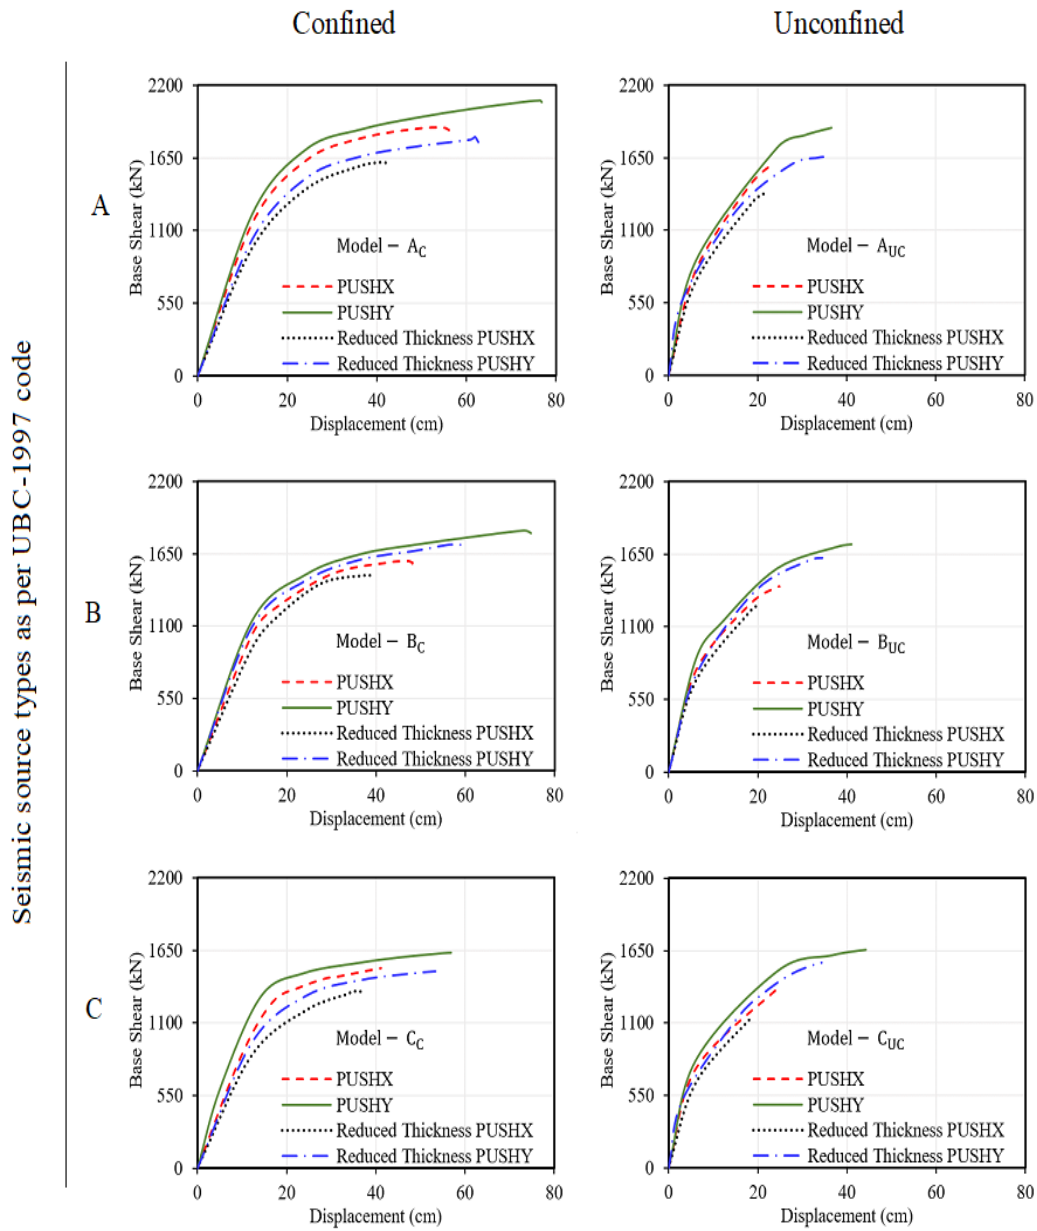 Confined
Unconfined
Seismic source types as per UBC-1997 code
A
Base Shear (kN)
2200
1650
1100
550
0
Model – A_C
PUSHX
PUSHY
Reduced Thickness PUSHX
Reduced Thickness PUSHY
0 20 40 60 80
Displacement (cm)
Base Shear (kN)
2200
1650
1100
550
0
Model – A_UC
PUSHX
PUSHY
Reduced Thickness PUSHX
Reduced Thickness PUSHY
0 20 40 60 80
Displacement (cm)
B
Base Shear (kN)
2200
1650
1100
550
0
Model – B_C
PUSHX
PUSHY
Reduced Thickness PUSHX
Reduced Thickness PUSHY
0 20 40 60 80
Displacement (cm)
Base Shear (kN)
2200
1650
1100
550
0
Model – B_UC
PUSHX
PUSHY
Reduced Thickness PUSHX
Reduced Thickness PUSHY
0 20 40 60 80
Displacement (cm)
C
Base Shear (kN)
2200
1650
1100
550
0
Model – C_C
PUSHX
PUSHY
Reduced Thickness PUSHX
Reduced Thickness PUSHY
0 20 40 60 80
Displacement (cm)
Base Shear (kN)
2200
1650
1100
550
0
Model – C_UC
PUSHX
PUSHY
Reduced Thickness PUSHX
Reduced Thickness PUSHY
0 20 40 60 80
Displacement (cm)